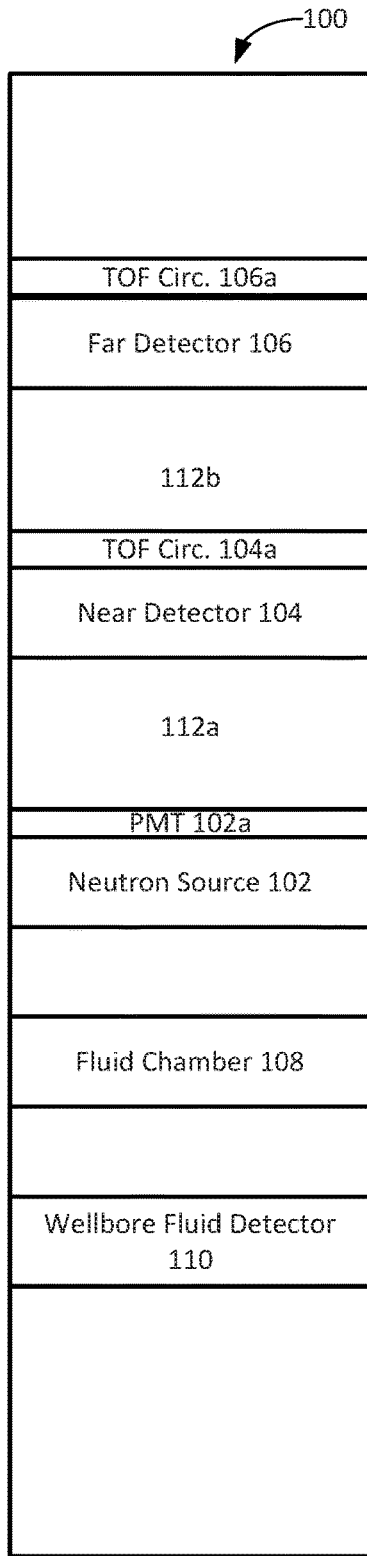 100
TOF Circ. 106a
Far Detector 106
112b
TOF Circ. 104a
Near Detector 104
112a
PMT 102a
Neutron Source 102
Fluid Chamber 108
Wellbore Fluid Detector
110